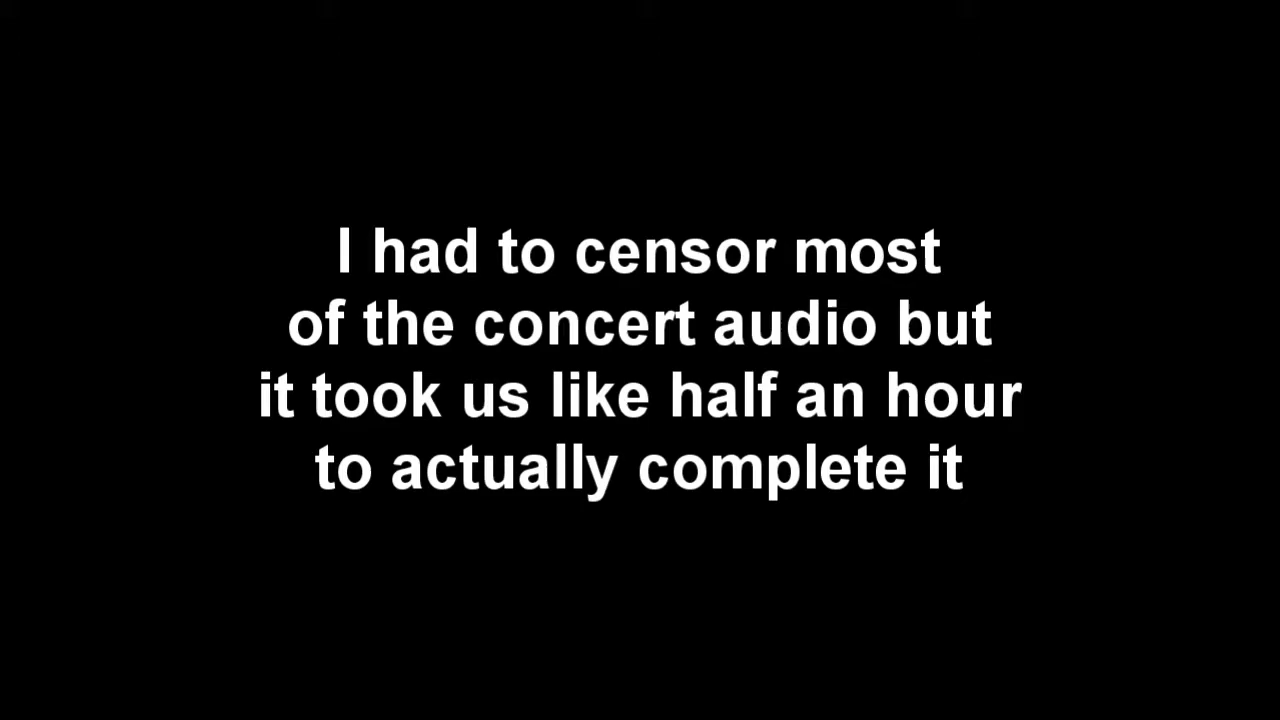 I had to censor most
of the concert audio but
it took us like half an hour
to actually complete it